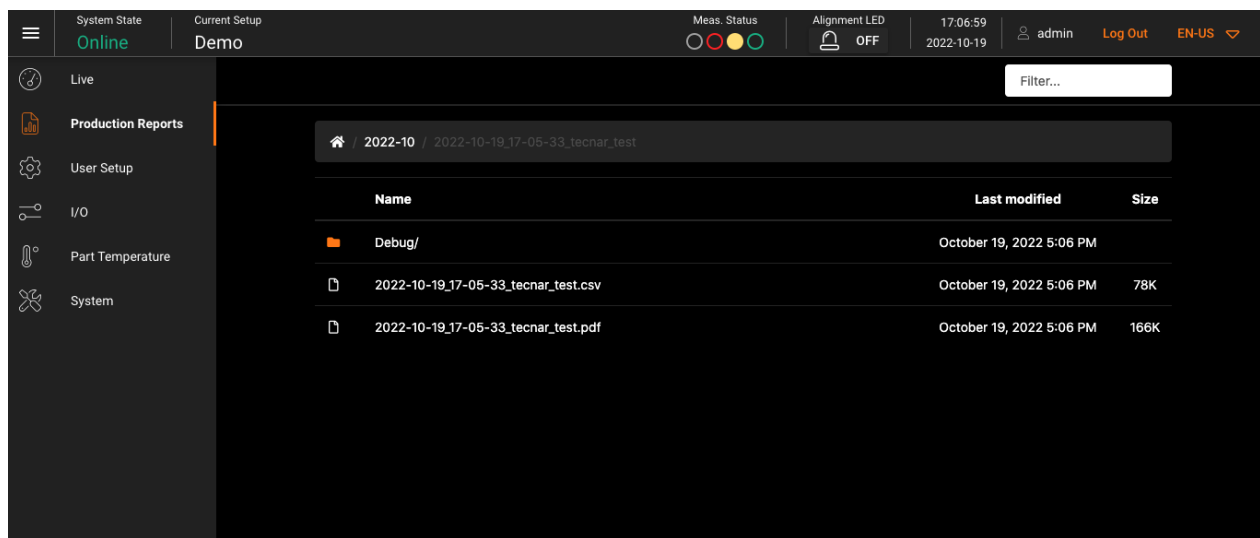 System State
Online
Current Setup
Demo
Meas. Status
Alignment LED
OFF
17:06:59
2022-10-19
admin
Log Out
EN-US
Live
Production Reports
User Setup
I/O
Part Temperature
System
Filter...
/ 2022-10 / 2022-10-19_17-05-33_tecnar_test
Name Last modified Size
Debug/ October 19, 2022 5:06 PM
2022-10-19_17-05-33_tecnar_test.csv October 19, 2022 5:06 PM 78K
2022-10-19_17-05-33_tecnar_test.pdf October 19, 2022 5:06 PM 166K